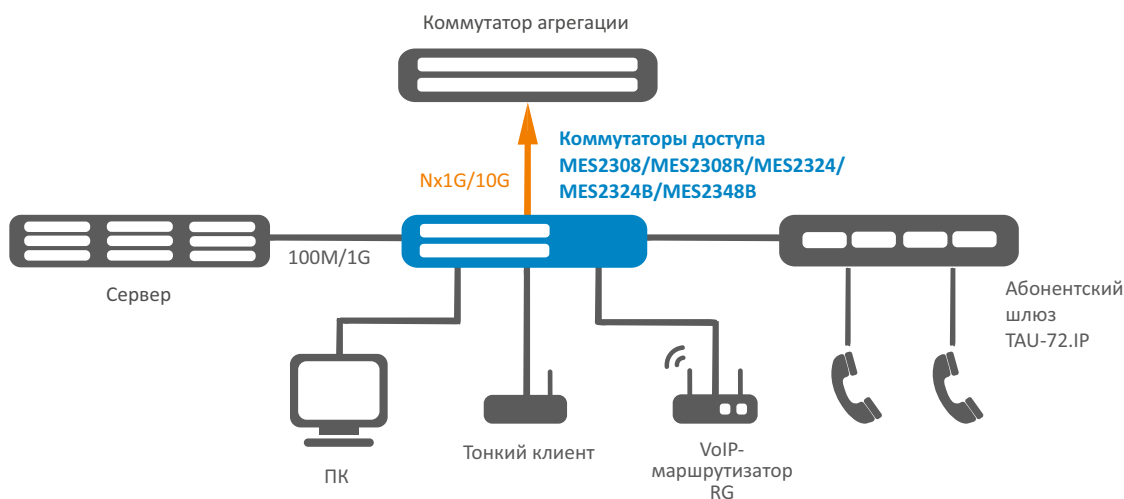 Коммутатор агрегации
Коммутаторы доступа
MES2308/MES2308R/MES2324/
MES2324B/MES2348B
Nx1G/10G
100M/1G
Сервер
Абонентский
шлюз
TAU-72.IP
ПК
Тонкий клиент
VoIP-
маршрутизатор
RG